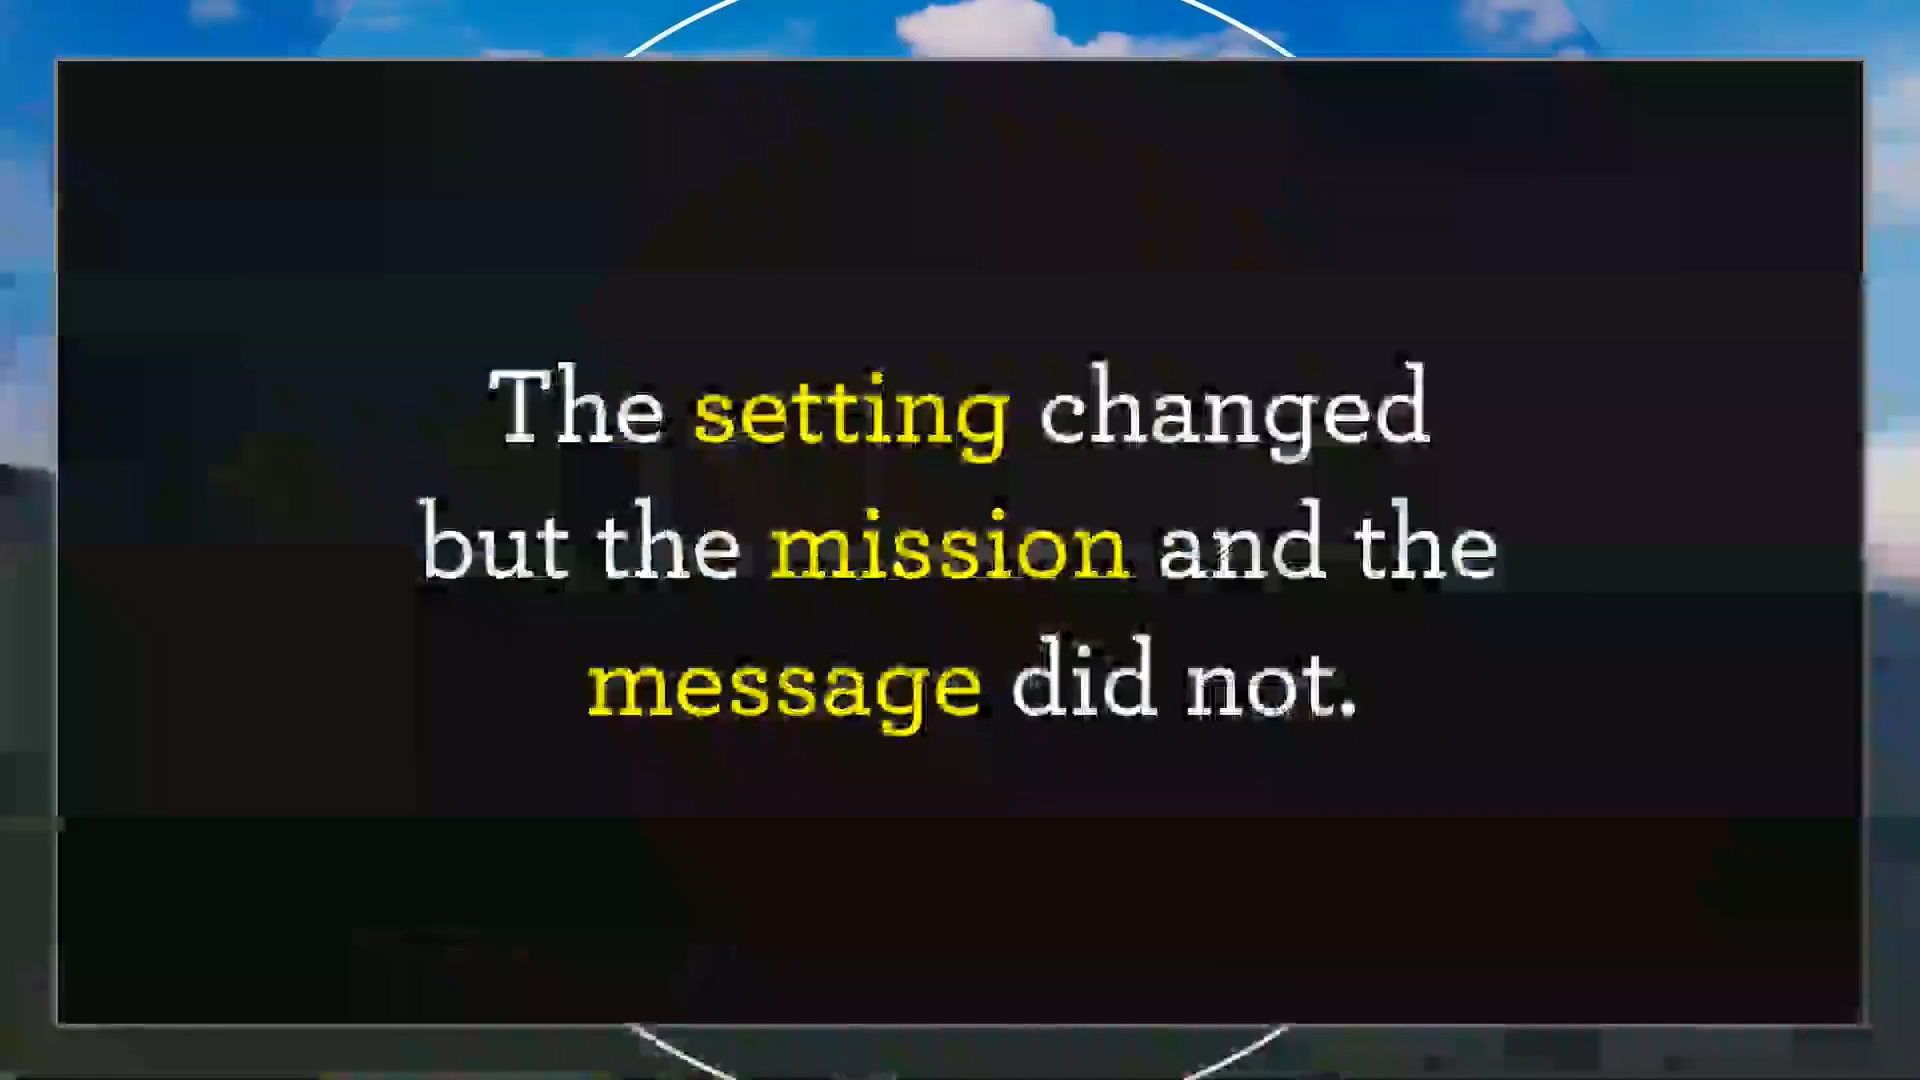 The setting changed
but the mission and the
message did not.